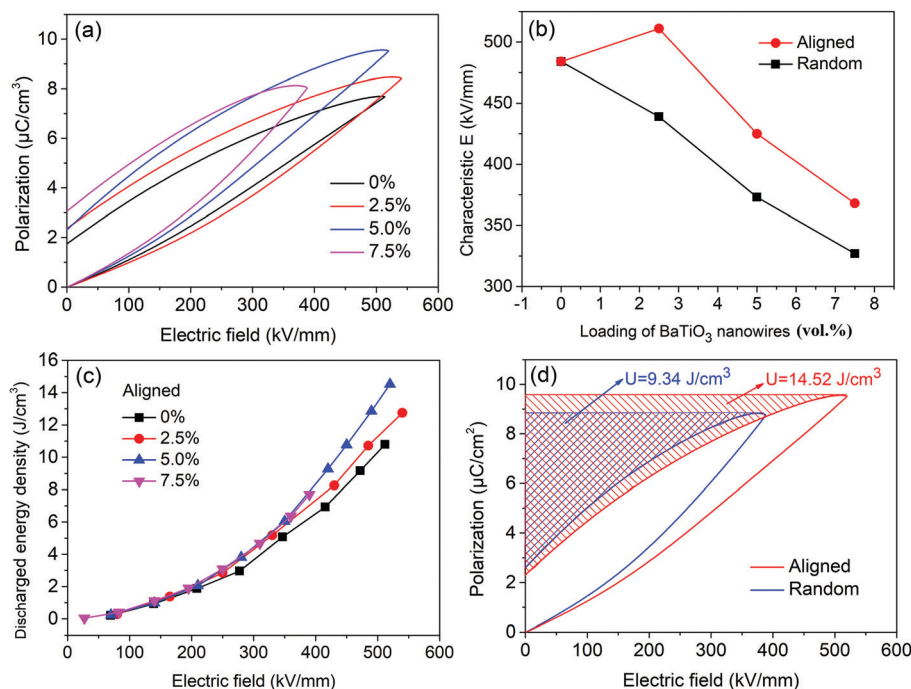 (a)
10
8
6
4
2
0
Polarization (µC/cm³)
0%
2.5%
5.0%
7.5%
0 100 200 300 400 500 600
Electric field (kV/mm)
(b)
500
450
400
350
300
Characteristic E (kV/mm)
Aligned
Random
-1 0 1 2 3 4 5 6 7 8
Loading of BaTiO₃ nanowires (vol.%)
(c)
16
14
12
10
8
6
4
2
0
Discharged energy density (J/cm³)
Aligned
0%
2.5%
5.0%
7.5%
0 100 200 300 400 500 600
Electric field (kV/mm)
(d)
10
8
6
4
2
0
Polarization (µC/cm²)
U=9.34 J/cm³
U=14.52 J/cm³
Aligned
Random
0 100 200 300 400 500 600
Electric field (kV/mm)